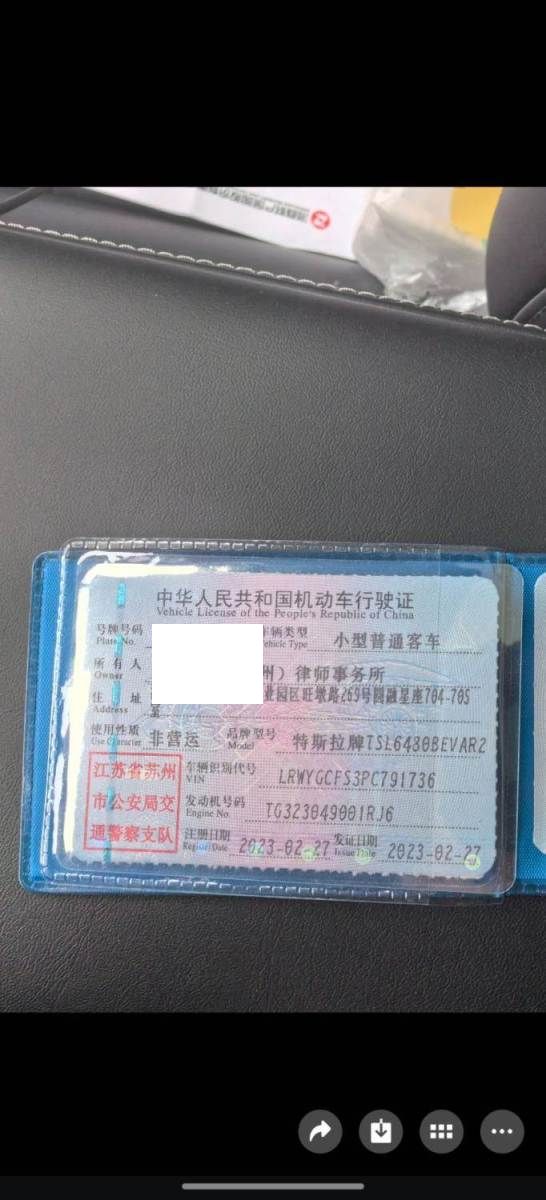 中华人民共和国机动车行驶证
Vehicle License of the People's Republic of China
号牌号码 车辆类型 小型普通客车
Plate No. Vehicle Type
所有人 州）律师事务所
Owner
住址 业园区旺墩路269号圆融星座704-705
Address 室
使用性质 非营运 品牌型号 特斯拉牌TSL6480BEVAR2
Use Character Model
江苏省苏州
市公安局交
通警察支队
车辆识别代号 LRWYGCFS3PC791736
VIN
发动机号码 TG323049001RJ6
Engine No.
注册日期 2023-02-27 发证日期 2023-02-27
Register Date Issue Date